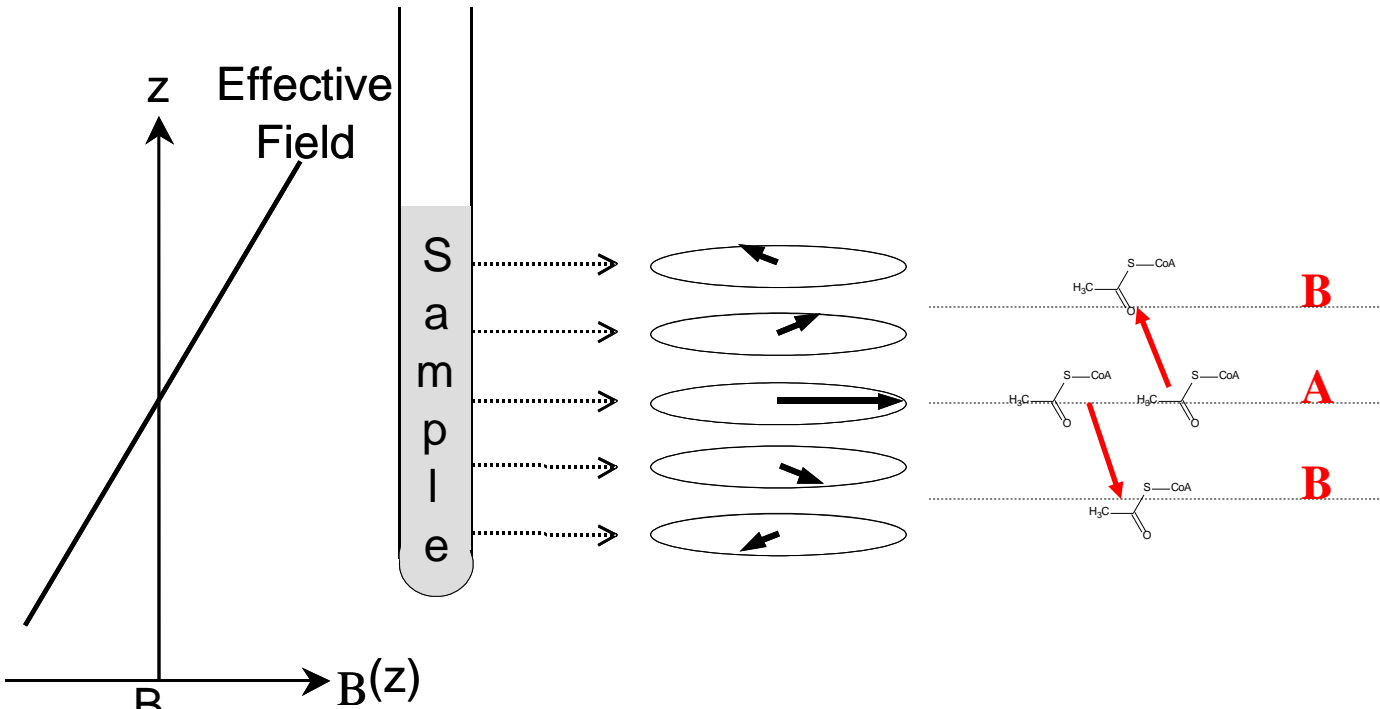 z
Effective
Field
S
a
m
p
l
e
B(z)
S—CoA
H₃C
O
B
S—CoA
S—CoA
H₃C
H₃C
A
O
O
B
S—CoA
H₃C
O
B